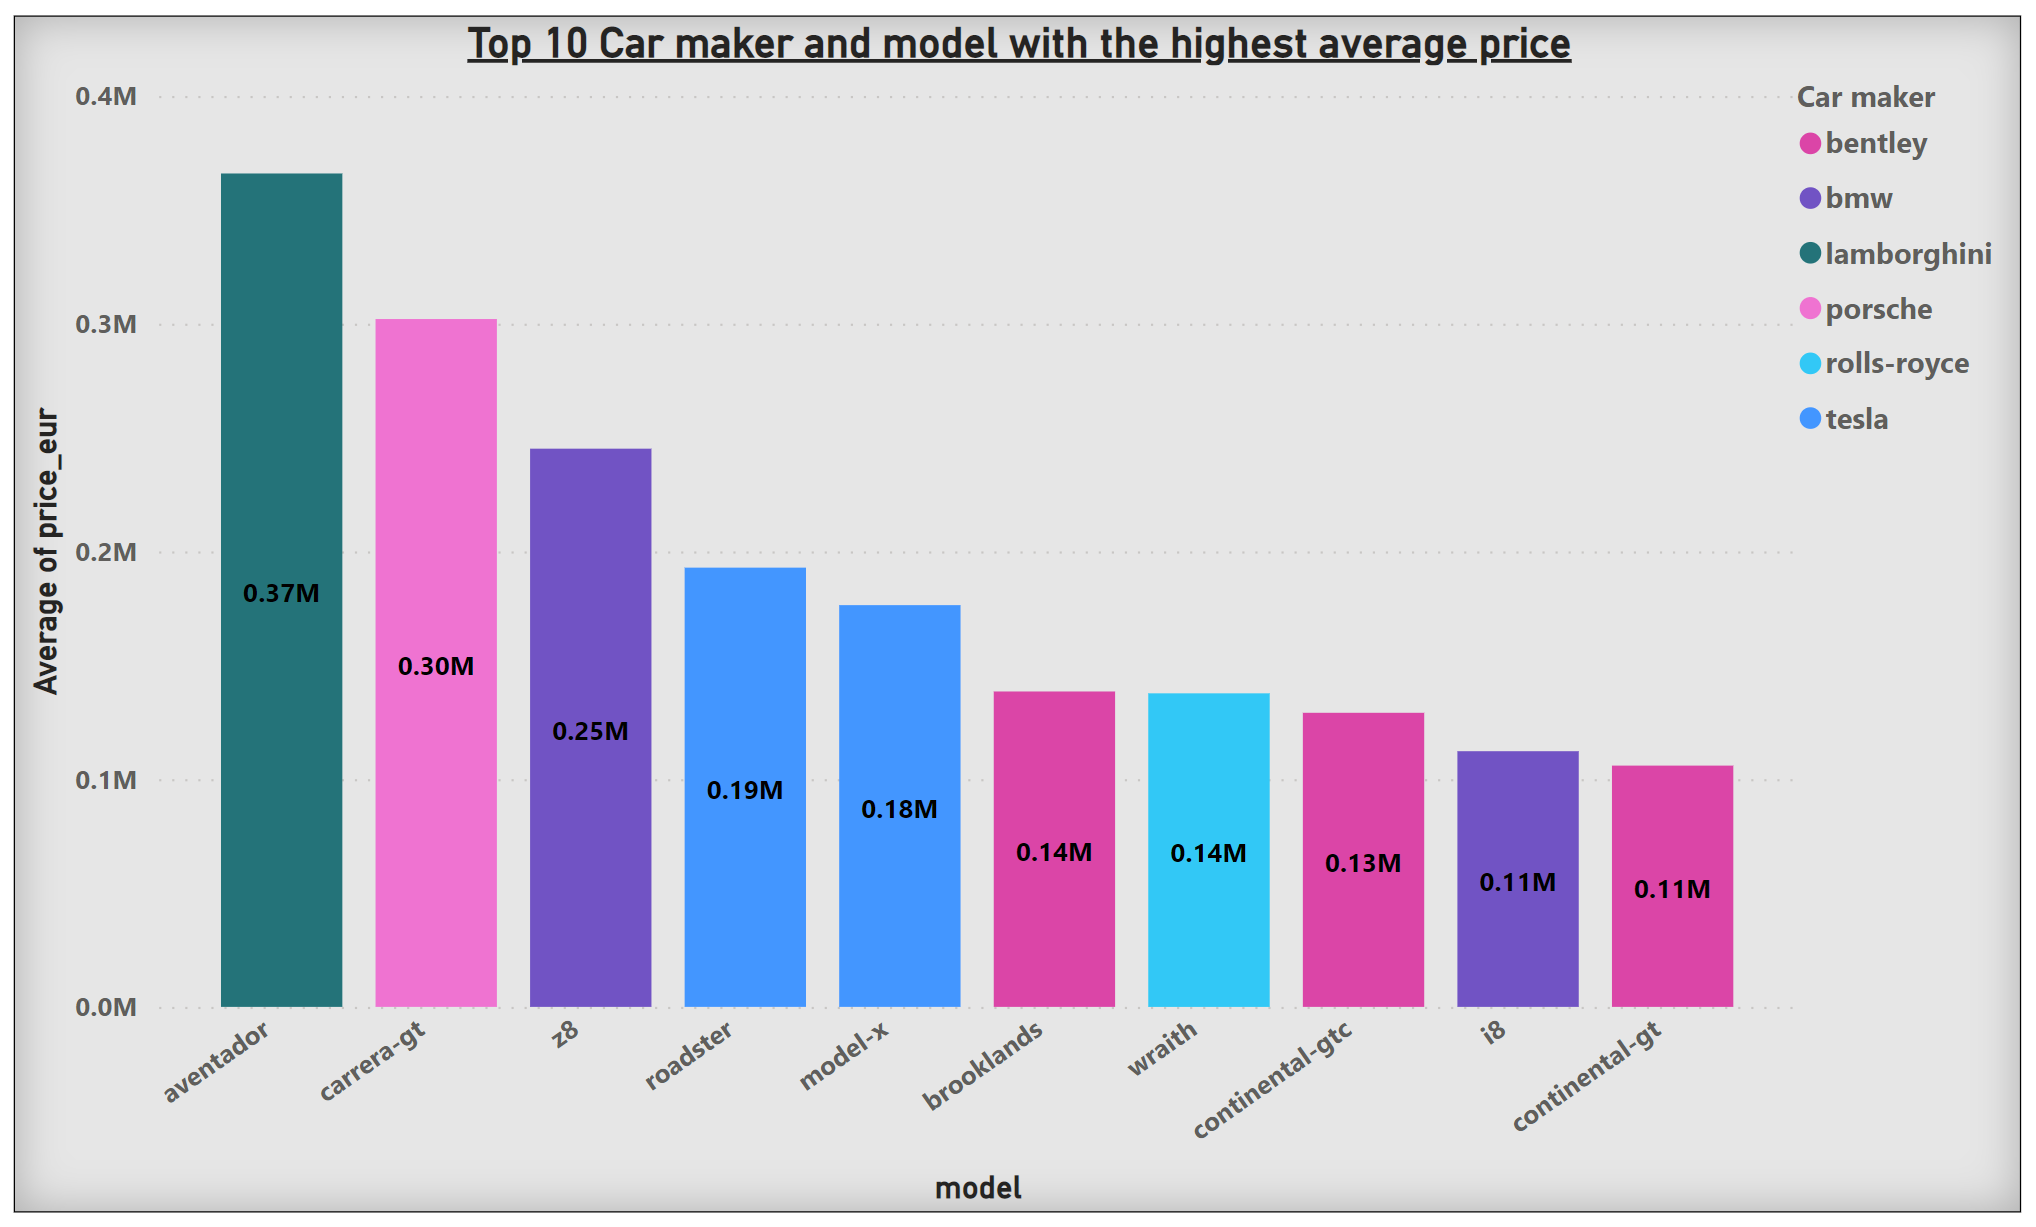 Top 10 Car maker and model with the highest average price
Car maker
bentley
bmw
lamborghini
porsche
rolls-royce
tesla
Average of price_eur
0.4M
0.3M
0.2M
0.1M
0.0M
0.37M
0.30M
0.25M
0.19M
0.18M
0.14M
0.14M
0.13M
0.11M
0.11M
aventador
carrera-gt
z8
roadster
model-x
brooklands
wraith
continental-gtc
i8
continental-gt
model